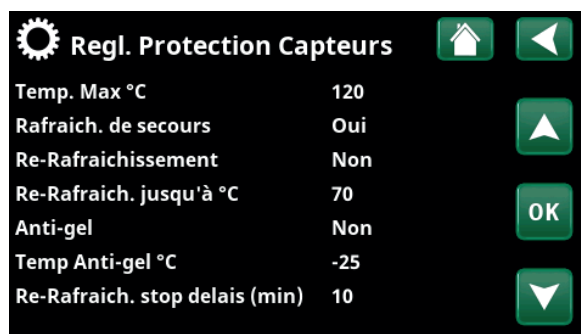 Regl. Protection Capteurs
Temp. Max °C 120
Rafraich. de secours Oui
Re-Rafraichissement Non
Re-Rafraich. jusqu'à °C 70
Anti-gel Non
Temp Anti-gel °C -25
Re-Rafraich. stop delais (min) 10
OK